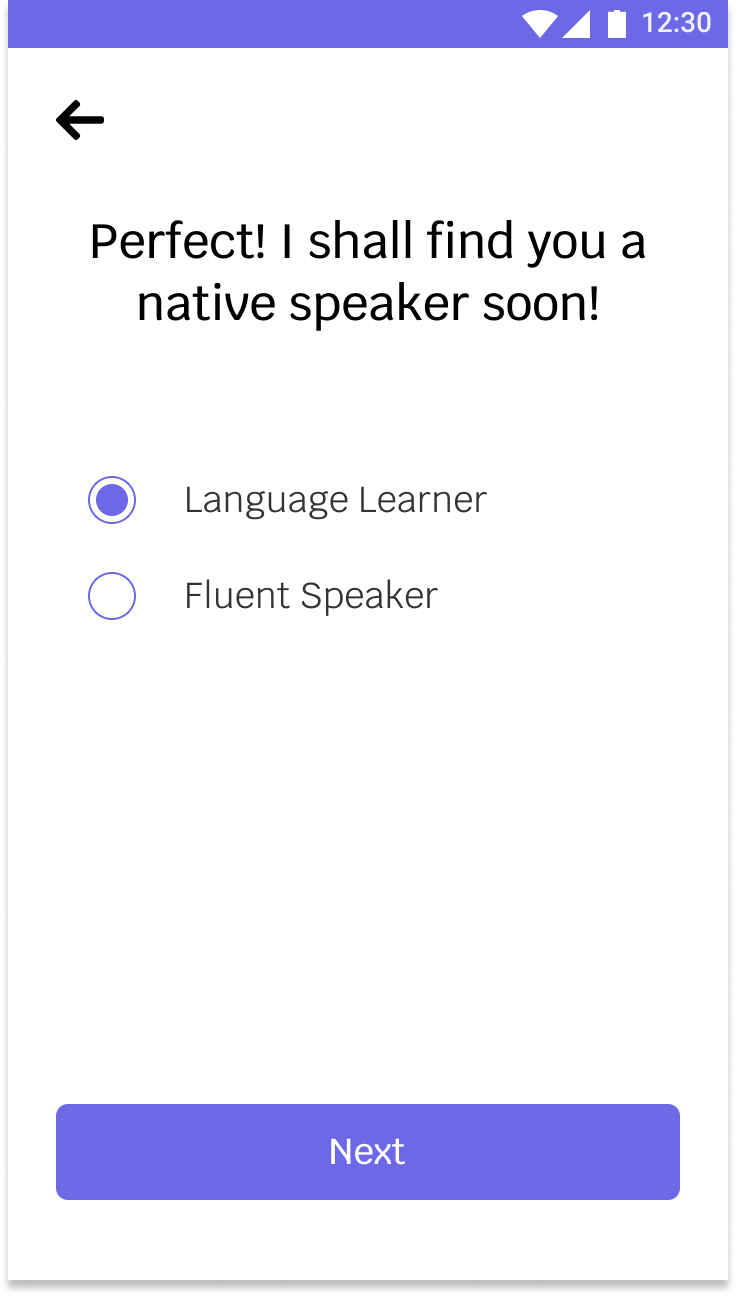 12:30
Perfect! I shall find you a
native speaker soon!
Language Learner
Fluent Speaker
Next